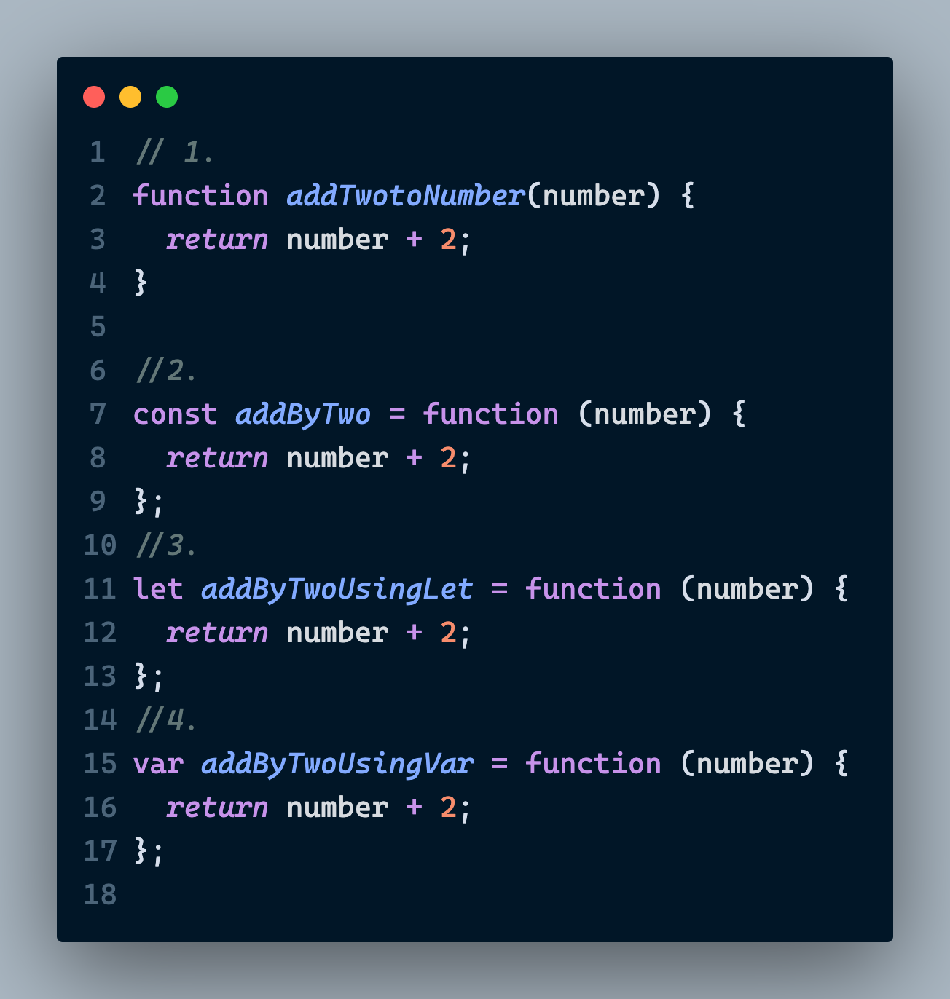 1 // 1.
2 function addTwotoNumber(number) {
3   return number + 2;
4 }
5
6 //2.
7 const addByTwo = function (number) {
8   return number + 2;
9 };
10 //3.
11 let addByTwoUsingLet = function (number) {
12   return number + 2;
13 };
14 //4.
15 var addByTwoUsingVar = function (number) {
16   return number + 2;
17 };
18